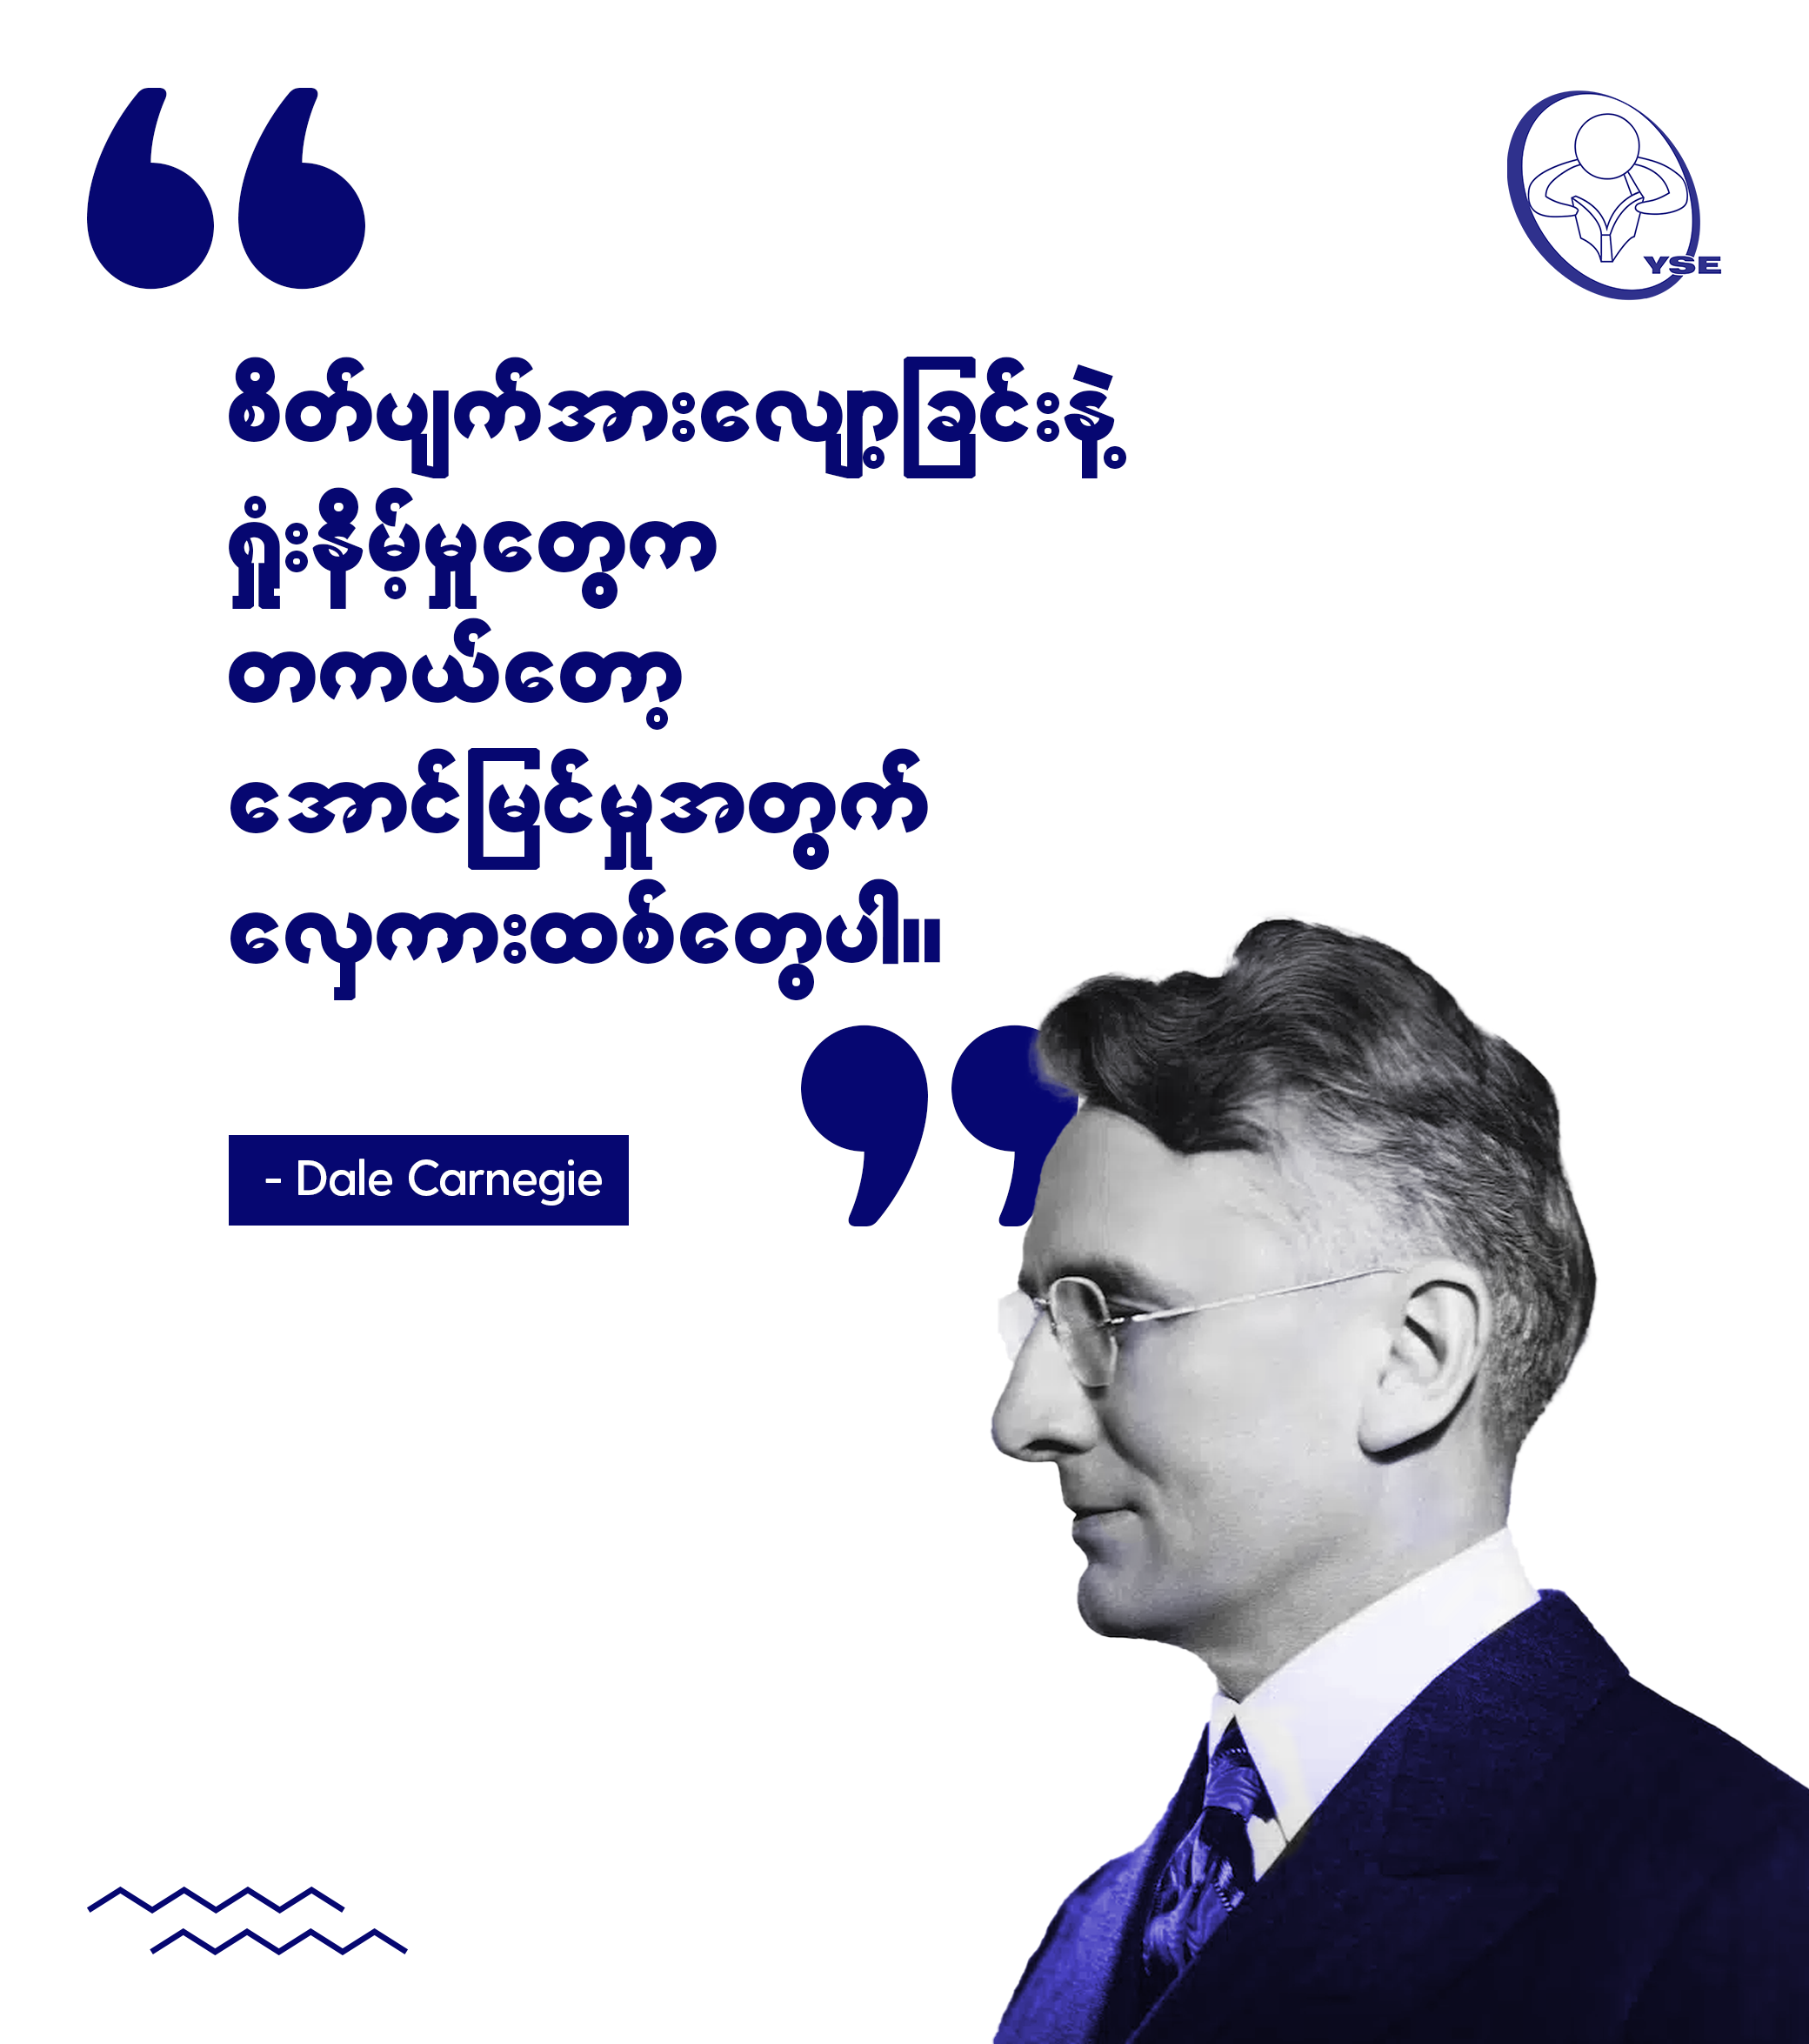 YSE
စိတ်ပျက်အားလျော့ခြင်းနဲ့
ရှုံးနိမ့်မှုတွေက
တကယ်တော့
အောင်မြင်မှုအတွက်
လှေကားထစ်တွေပါ။
- Dale Carnegie